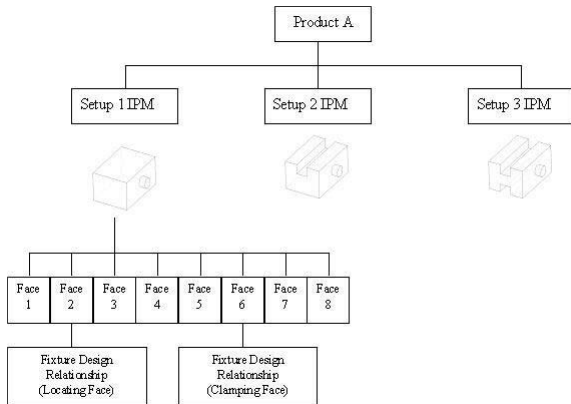 Product A
Setup 1 IPM
Setup 2 IPM
Setup 3 IPM
Face 1
Face 2
Face 3
Face 4
Face 5
Face 6
Face 7
Face 8
Fixture Design
Relationship
(Locating Face)
Fixture Design
Relationship
(Clamping Face)